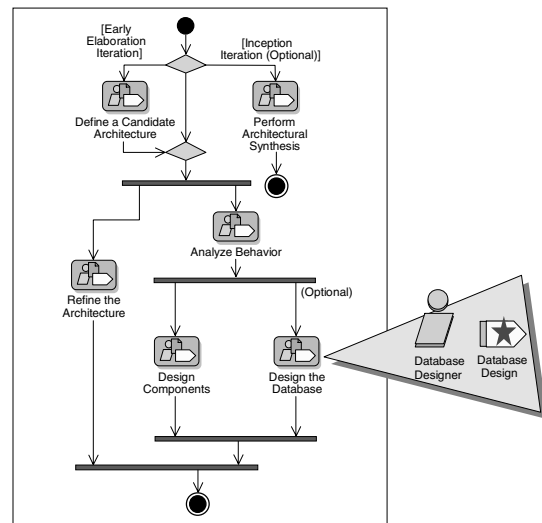 [Early
Elaboration
Iteration]
[Inception
Iteration (Optional)]
Define a Candidate
Architecture
Perform
Architectural
Synthesis
Analyze Behavior
Refine the
Architecture
(Optional)
Design
Components
Design the
Database
Database
Designer
Database
Design